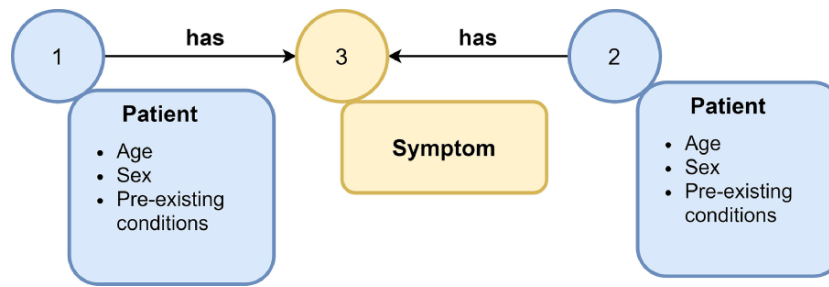 1
has
3
has
2
Patient
• Age
• Sex
• Pre-existing
conditions
Symptom
Patient
• Age
• Sex
• Pre-existing
conditions